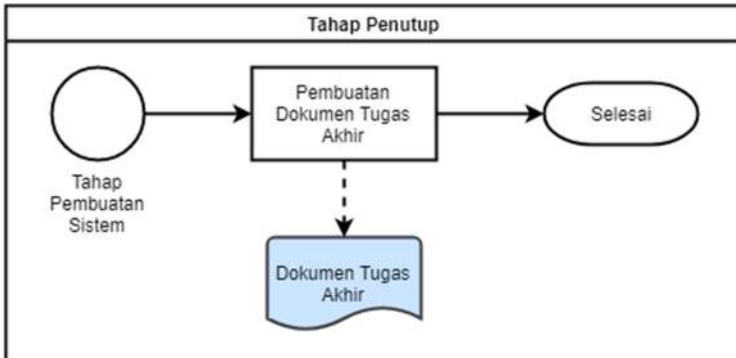 Tahap Penutup
Pembuatan
Dokumen Tugas
Akhir
Selesai
Tahap
Pembuatan
Sistem
Dokumen Tugas
Akhir